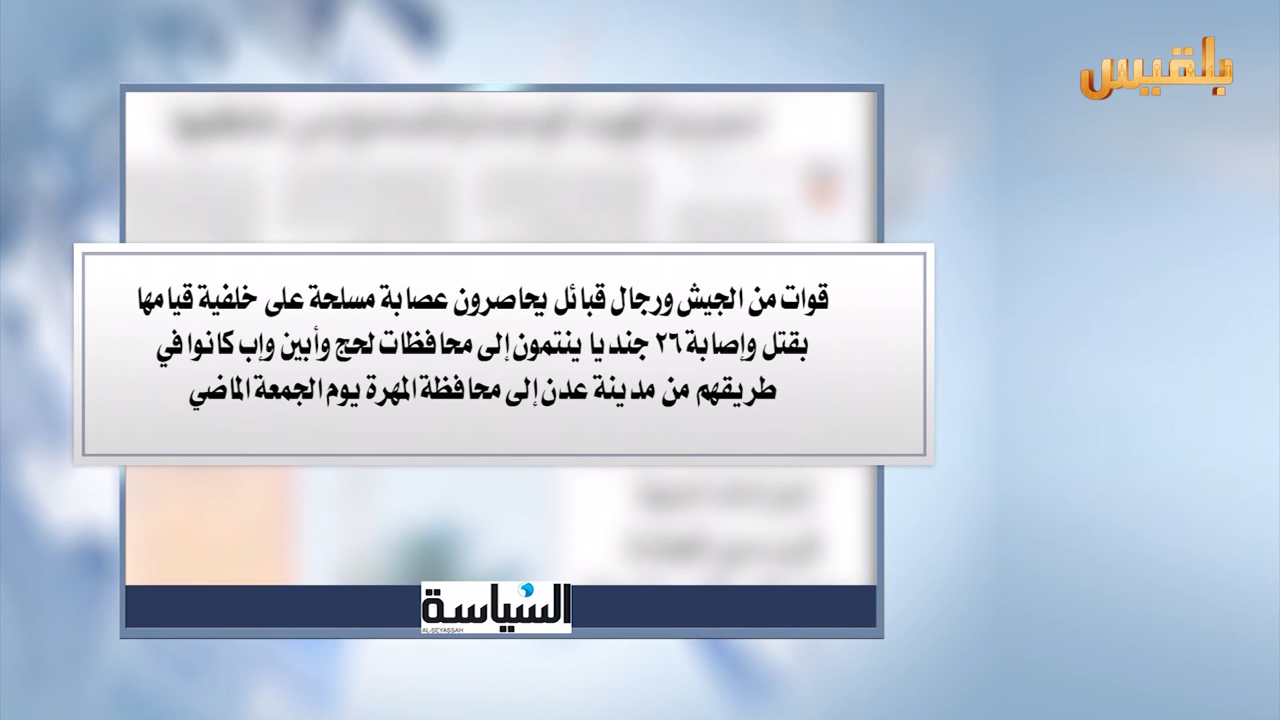 بلقيس
قوات من الجيش ورجال قبائل يحاصرون عصابة مسلحة على خلفية قيامها
بقتل وإصابة ٢٦ جنديا ينتمون إلى محافظات لحج وأبين وإب كانوا في
طريقهم من مدينة عدن إلى محافظة المهرة يوم الجمعة الماضي
السياسة
AL-SEYASSAH